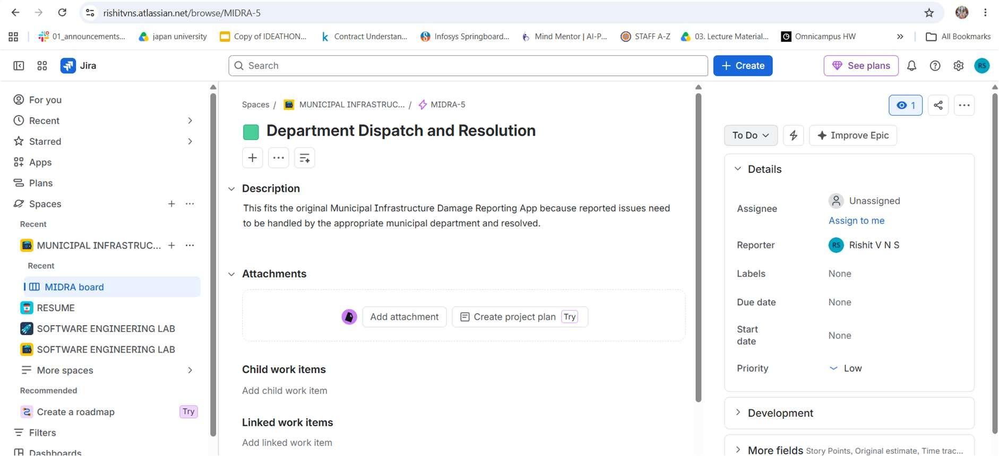 rishitvns.atlassian.net/browse/MIDRA-5
01_announcements...
japan university
Copy of IDEATHON...
Contract Understan...
Infosys Springboard...
Mind Mentor | AI-P...
STAFF A-Z
03. Lecture Material...
Omnicampus HW
All Bookmarks
Jira
Search
Create
See plans
RS
For you
Recent
Starred
Apps
Plans
Spaces
Recent
MUNICIPAL INFRASTRUC...
Recent
MIDRA board
RESUME
SOFTWARE ENGINEERING LAB
SOFTWARE ENGINEERING LAB
More spaces
Recommended
Create a roadmap Try
Filters
Dashboards
Spaces / MUNICIPAL INFRASTRUC... / MIDRA-5
Department Dispatch and Resolution
Description
This fits the original Municipal Infrastructure Damage Reporting App because reported issues need
to be handled by the appropriate municipal department and resolved.
Attachments
Add attachment
Create project plan Try
Child work items
Add child work item
Linked work items
Add linked work item
1
To Do
Improve Epic
Details
Assignee
Unassigned
Assign to me
Reporter
RS Rishit V N S
Labels
None
Due date
None
Start
date
None
Priority
Low
Development
More fields Story Points, Original estimate, Time trac...